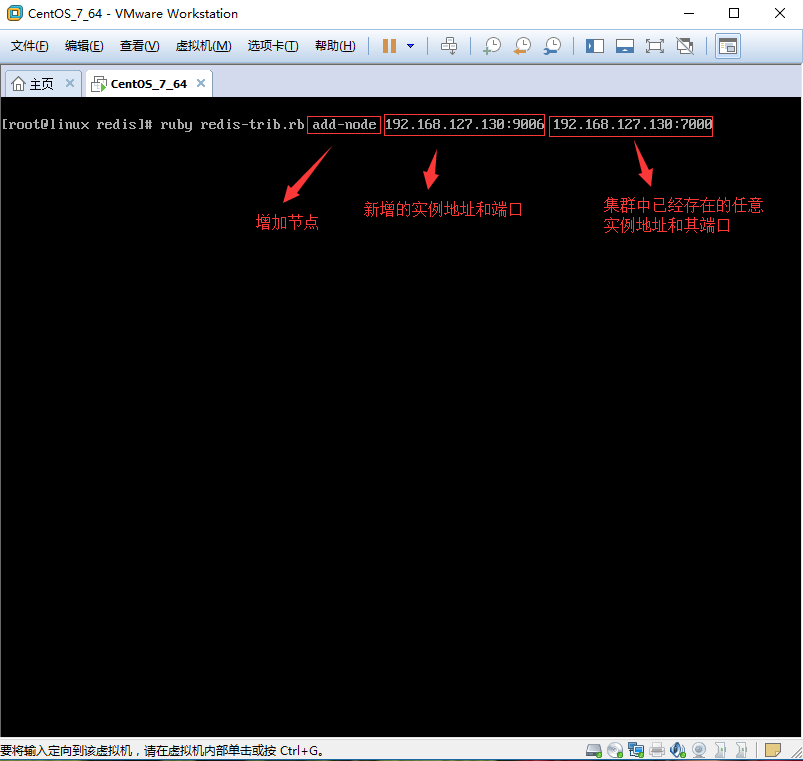 CentOS_7_64 - VMware Workstation
文件(F) 编辑(E) 查看(V) 虚拟机(M) 选项卡(T) 帮助(H)
主页 CentOS_7_64
[root@linux redis]# ruby redis-trib.rb add-node 192.168.127.130:9006 192.168.127.130:7000
增加节点
新增的实例地址和端口
集群中已经存在的任意
实例地址和其端口
要将输入定向到该虚拟机，请在虚拟机内部单击或按 Ctrl+G。